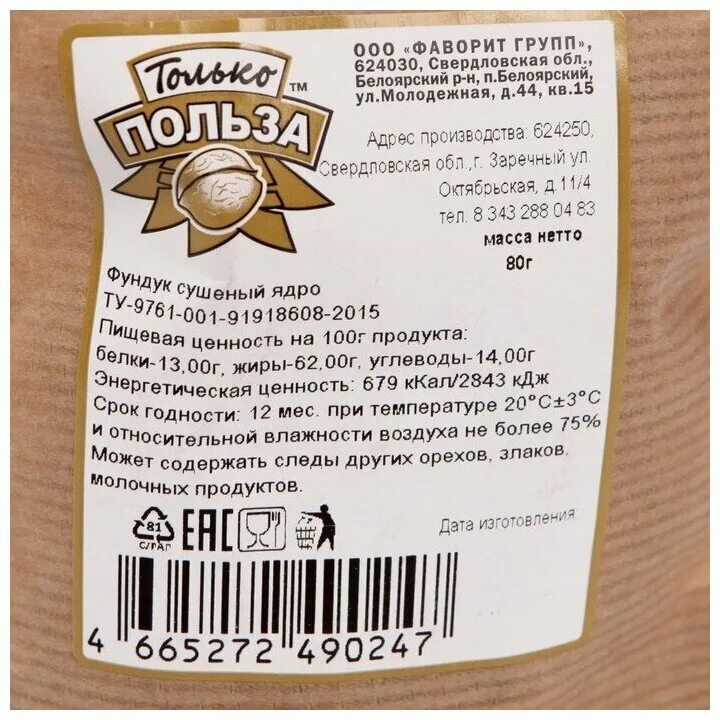 Только
ПОЛЬЗА
™
ООО «ФАВОРИТ ГРУПП»,
624030, Свердловская обл.,
Белоярский р-н, п.Белоярский,
ул.Молодежная, д.44, кв.15
Адрес производства: 624250,
Свердловская обл.,г. Заречный ул.
Октябрьская, д.11/4
тел. 8 343 288 04 83
масса нетто
80г
Фундук сушеный ядро
ТУ-9761-001-91918608-2015
Пищевая ценность на 100г продукта:
белки-13,00г, жиры-62,00г, углеводы-14,00г
Энергетическая ценность: 679 кКал/2843 кДж
Срок годности: 12 мес. при температуре 20°С±3°С
и относительной влажности воздуха не более 75%
Может содержать следы других орехов, злаков,
молочных продуктов.
81
C/PAP
ЕАС
Дата изготовления:
4 665272 490247